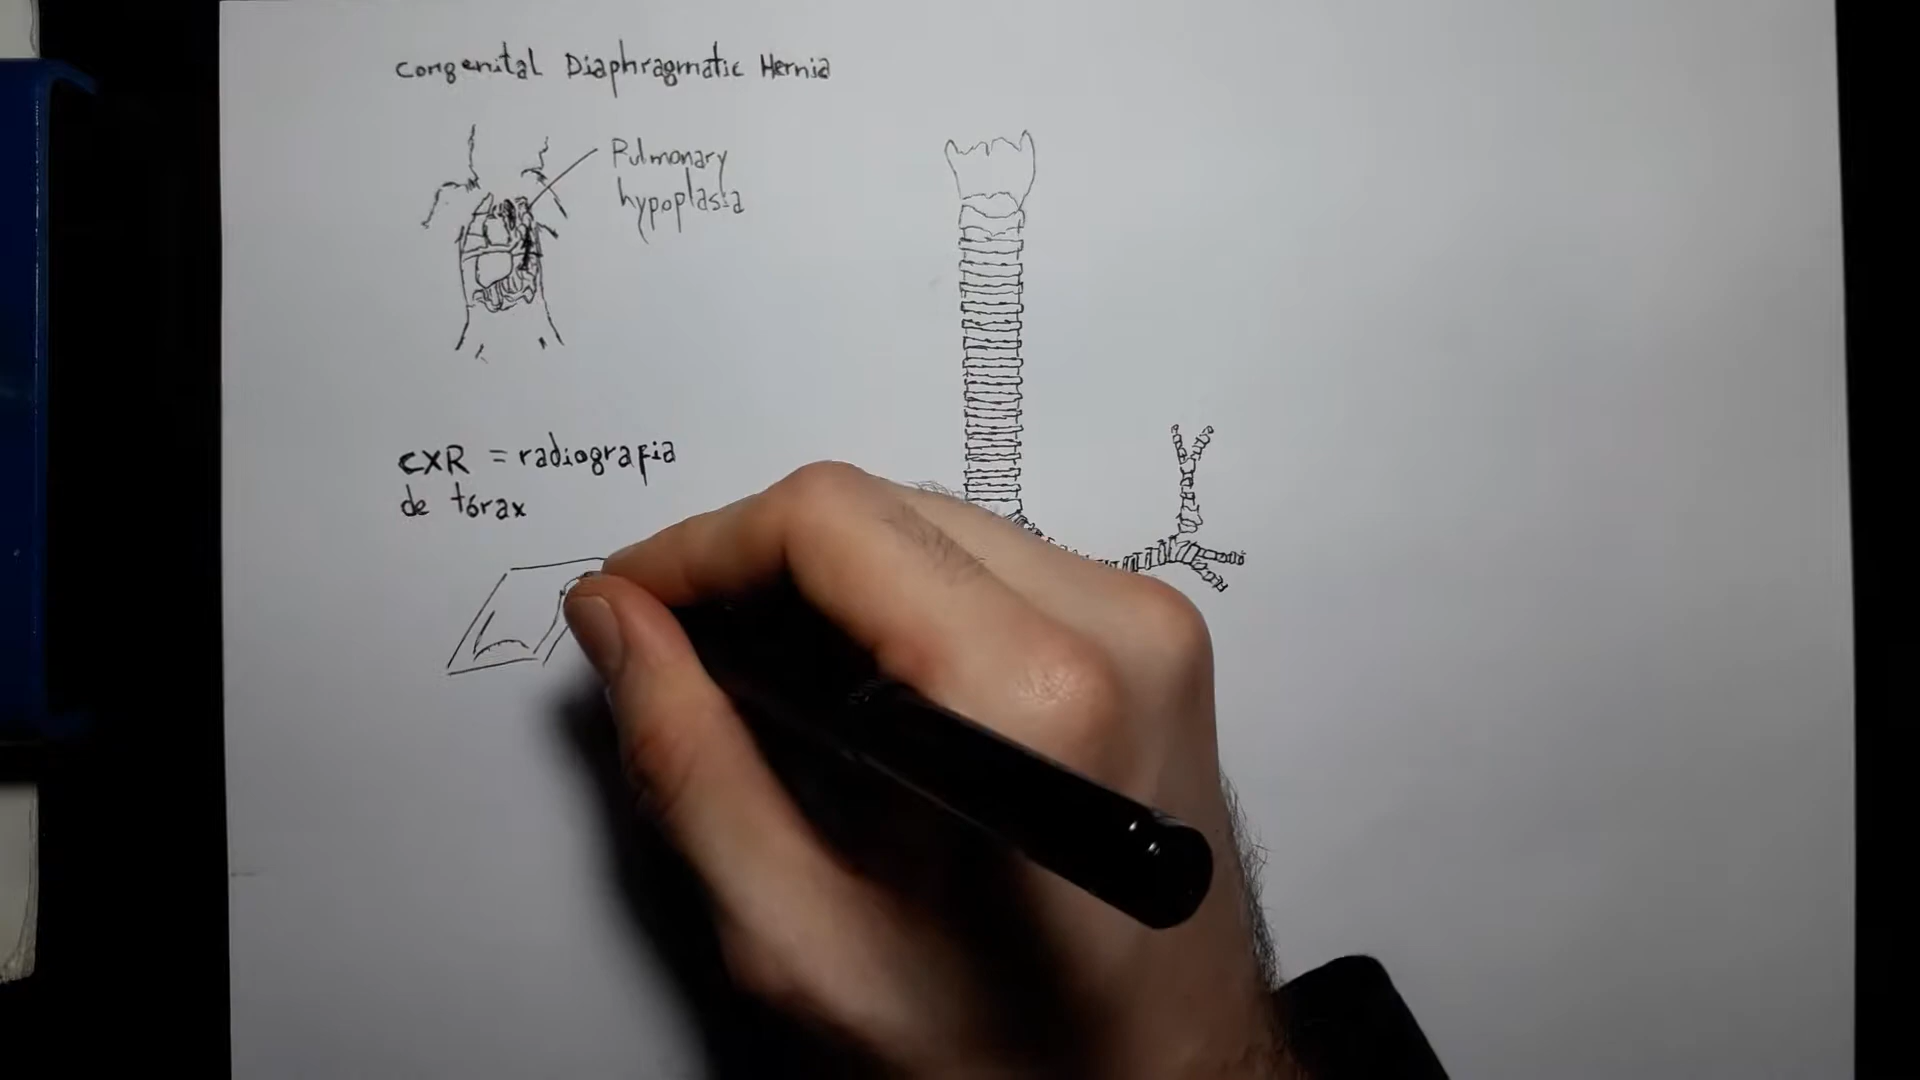 Congenital Diaphragmatic Hernia
Pulmonary
hypoplasia
CXR = radiografia
de tórax